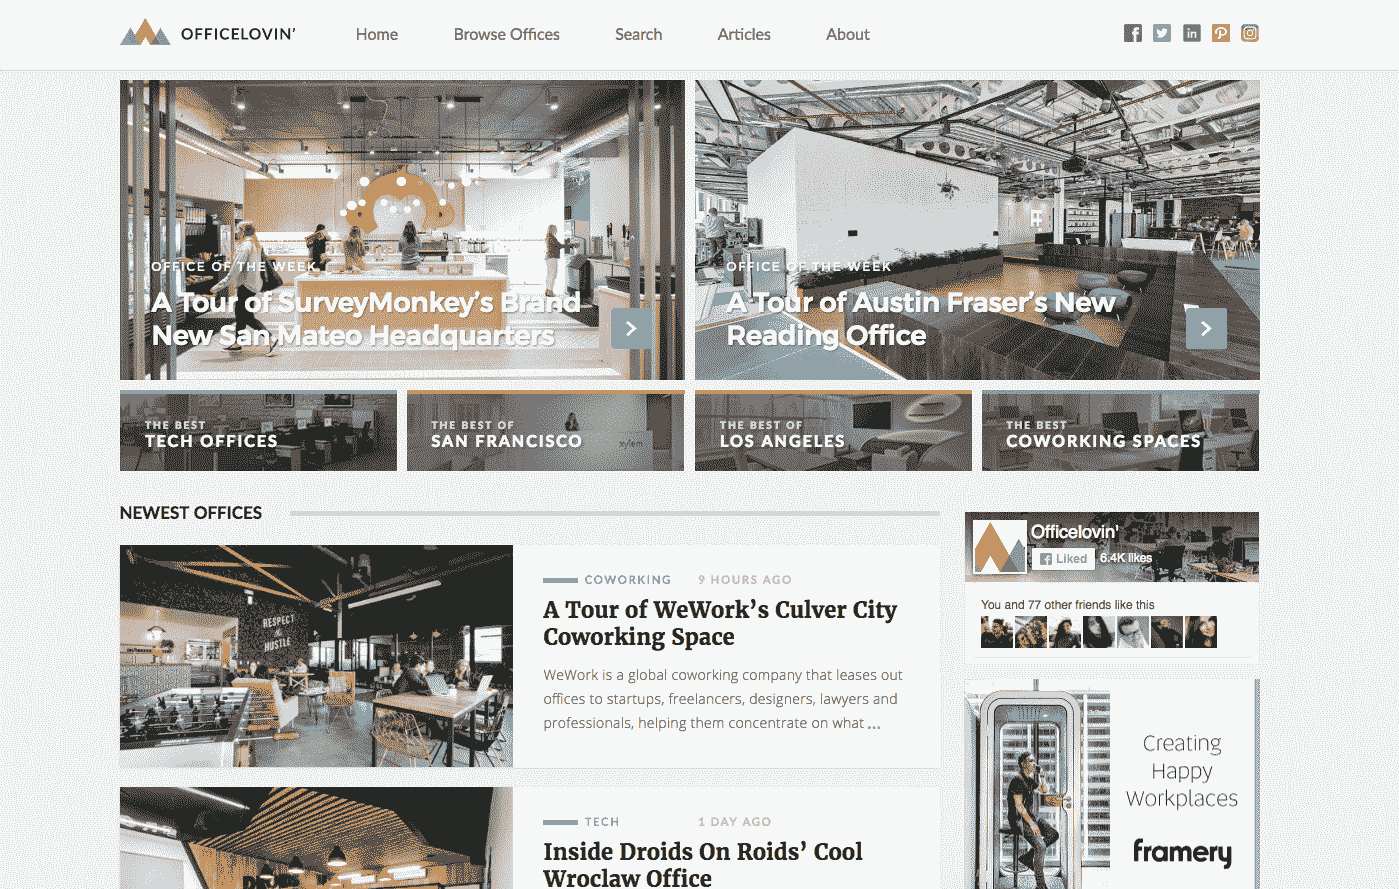 OFFICELOVIN'
Home
Browse Offices
Search
Articles
About
OFFICE OF THE WEEK
A Tour of SurveyMonkey's Brand
New San Mateo Headquarters
OFFICE OF THE WEEK
A Tour of Austin Fraser's New
Reading Office
THE BEST
TECH OFFICES
THE BEST OF
SAN FRANCISCO
xylem
THE BEST OF
LOS ANGELES
THE BEST
COWORKING SPACES
NEWEST OFFICES
RESPECT
the
HUSTLE
COWORKING
9 HOURS AGO
A Tour of WeWork's Culver City
Coworking Space
WeWork is a global coworking company that leases out
offices to startups, freelancers, designers, lawyers and
professionals, helping them concentrate on what ...
TECH
1 DAY AGO
Inside Droids On Roids' Cool
Wroclaw Office
Officelovin'
Liked
6.4K likes
You and 77 other friends like this
Creating
Happy
Workplaces
framery